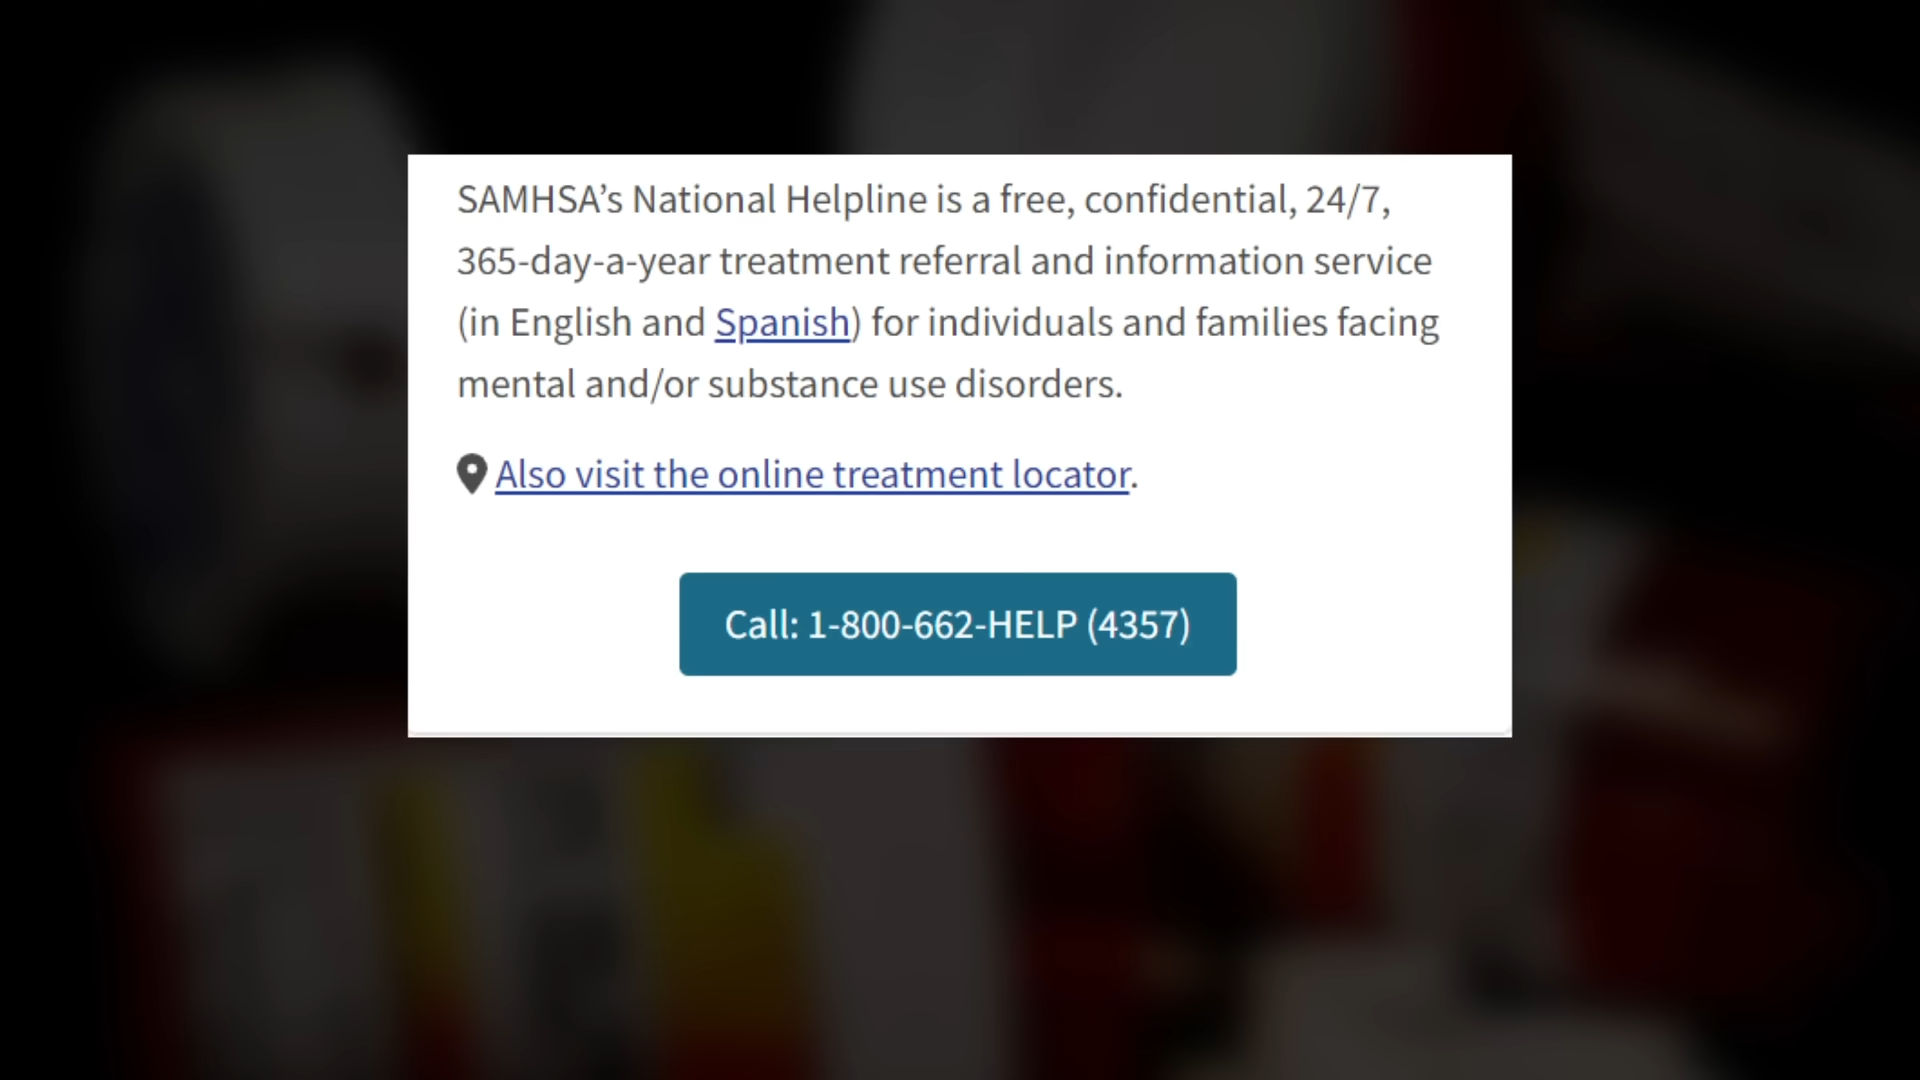 SAMHSA’s National Helpline is a free, confidential, 24/7,
365-day-a-year treatment referral and information service
(in English and Spanish) for individuals and families facing
mental and/or substance use disorders.
Also visit the online treatment locator.
Call: 1-800-662-HELP (4357)